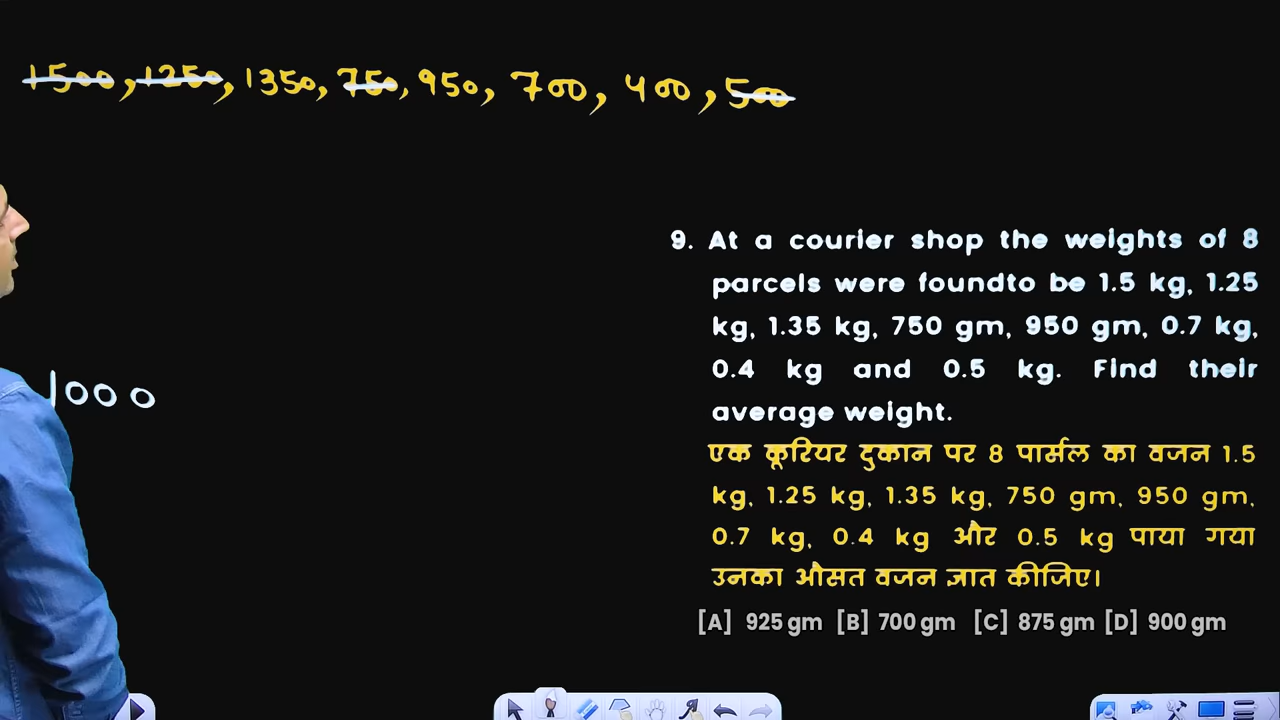 1500, 1250, 1350, 750, 950, 700, 400, 500
1000
9. At a courier shop the weights of 8
parcels were foundto be 1.5 kg, 1.25
kg, 1.35 kg, 750 gm, 950 gm, 0.7 kg,
0.4 kg and 0.5 kg. Find their
average weight.
एक कूरियर दुकान पर 8 पार्सल का वजन 1.5
kg, 1.25 kg, 1.35 kg, 750 gm, 950 gm,
0.7 kg, 0.4 kg और 0.5 kg पाया गया
उनका औसत वजन ज्ञात कीजिए।
[A] 925 gm [B] 700 gm [C] 875 gm [D] 900 gm